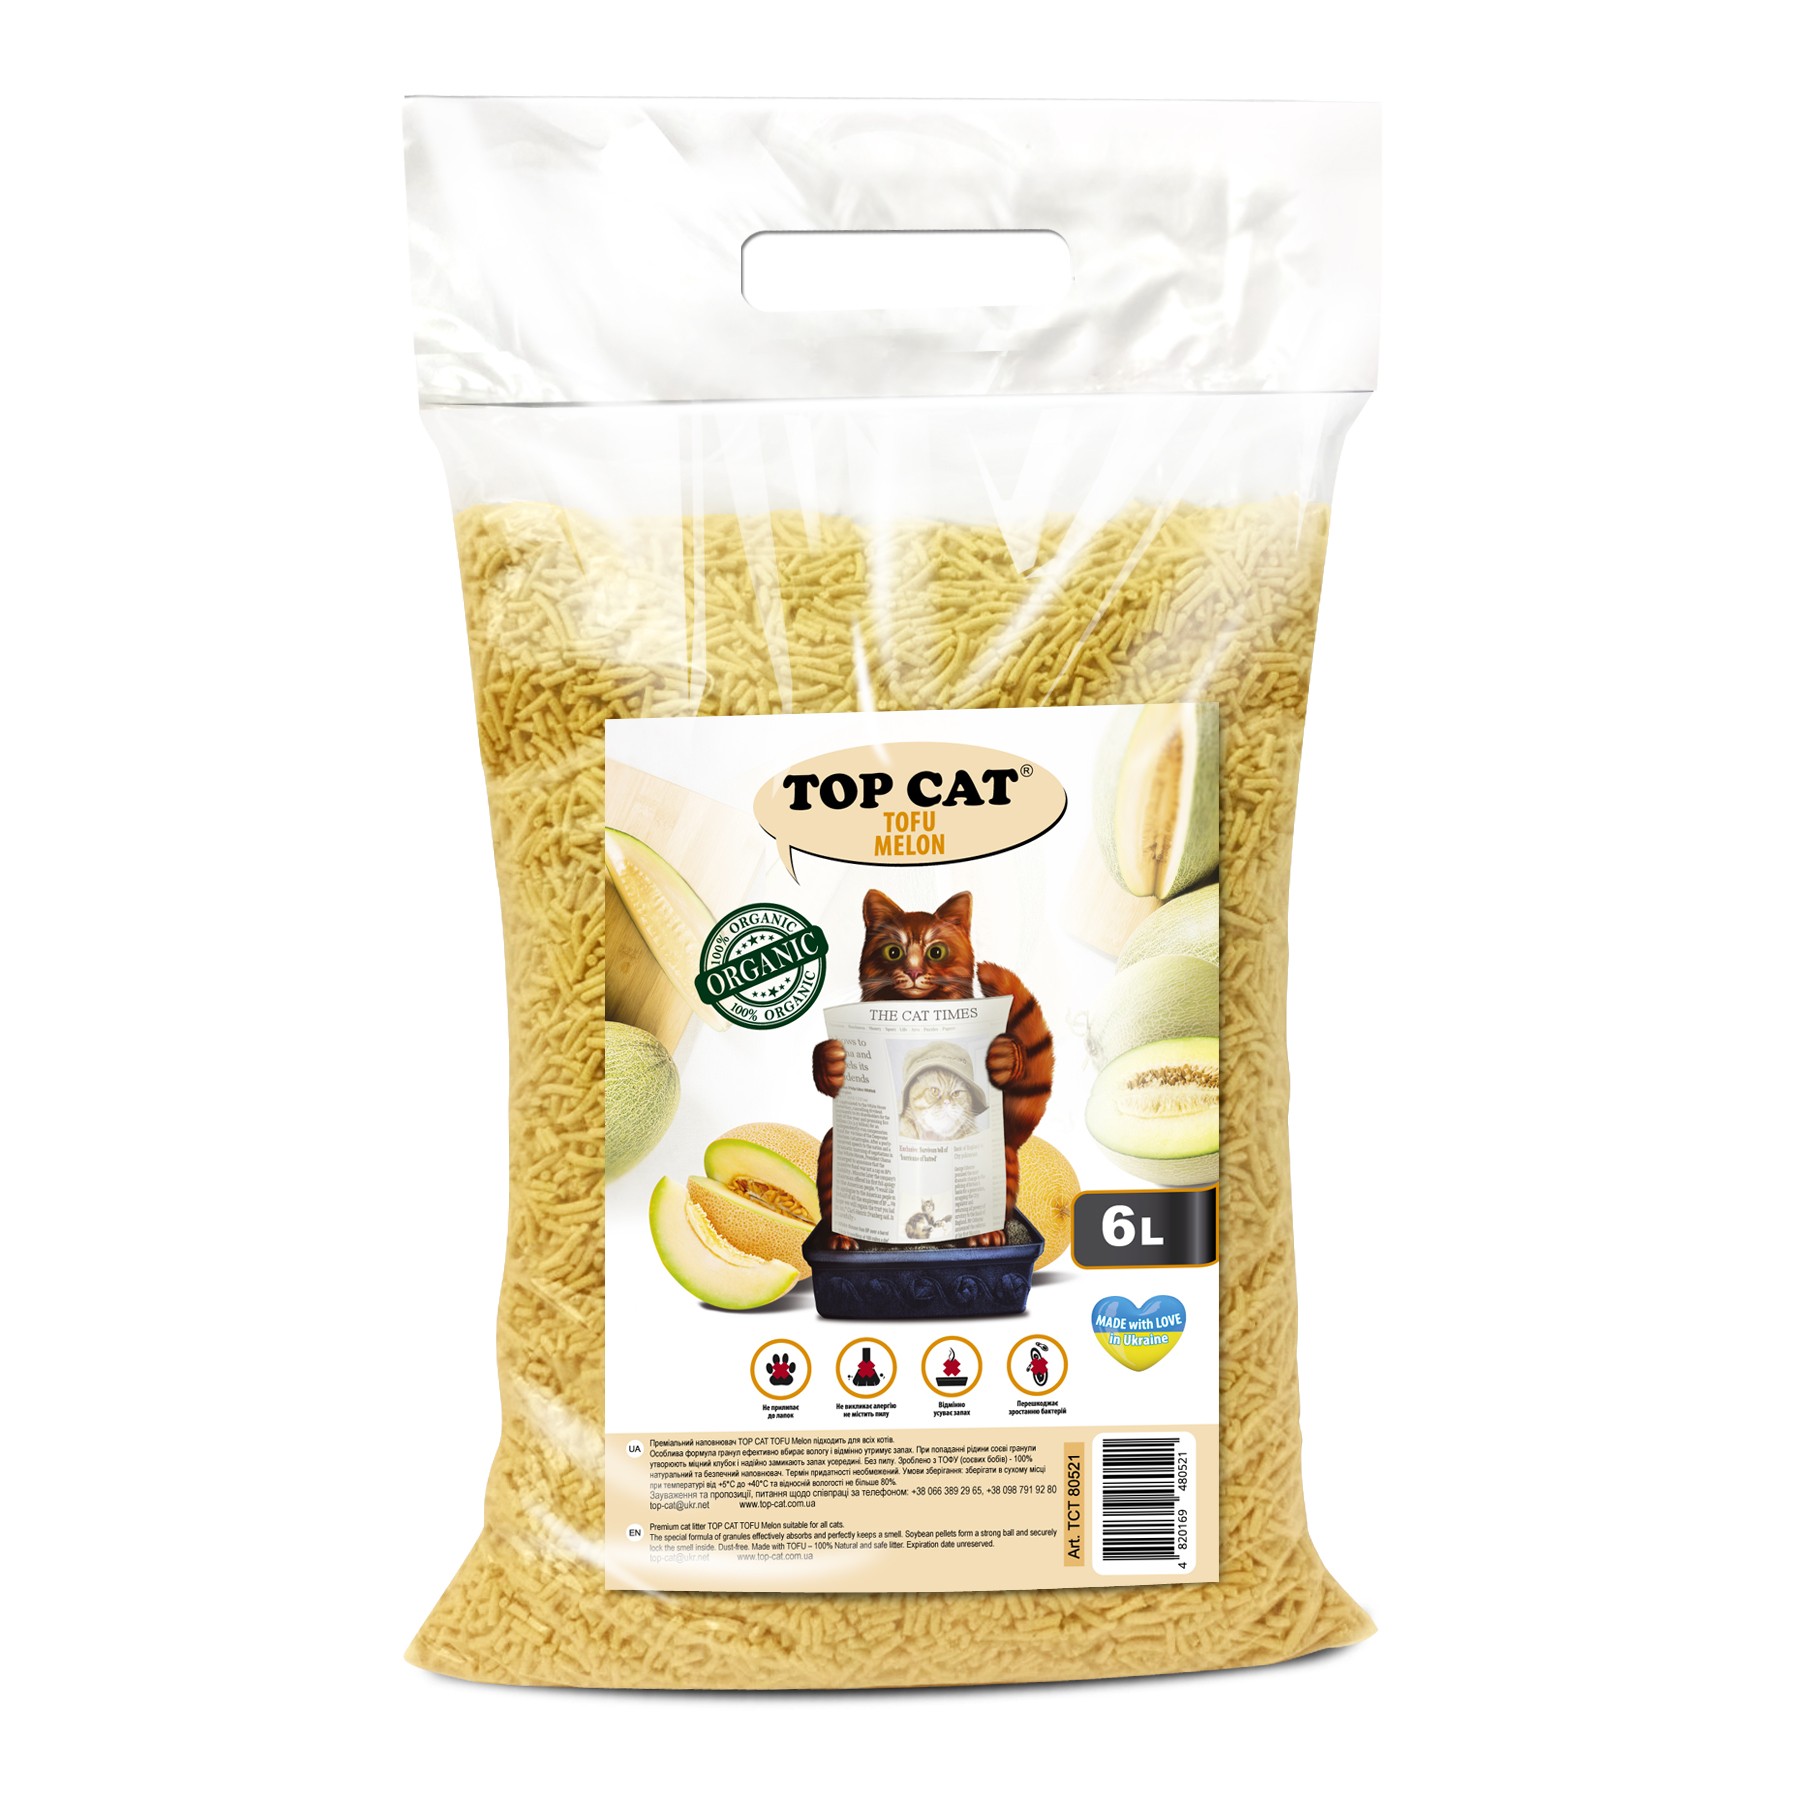 TOP CAT®
TOFU
MELON
100% ORGANIC
ORGANIC
100% ORGANIC
THE CAT TIMES
Exclusive: Survivors tell of
'hurricane of hatred'
6L
MADE with LOVE
in Ukraine
Не прилипає
до лапок
Не викликає алергію
не містить пилу
Відмінно
усуває запах
Перешкоджає
зростанню бактерій
UA
Преміальний наповнювач TOP CAT TOFU Melon підходить для всіх котів.
Особлива формула гранул ефективно вбирає вологу і відмінно утримує запах. При попаданні рідини соєві гранули
утворюють міцний клубок і надійно замикають запах усередині. Без пилу. Зроблено з ТОФУ (соєвих бобів) - 100%
натуральний та безпечний наповнювач. Термін придатності необмежений. Умови зберігання: зберігати в сухому місці
при температурі від +5°C до +40°C та відносній вологості не більше 80%.
Зауваження та пропозиції, питання щодо співпраці за телефоном: +38 066 389 29 65, +38 098 791 92 80
top-cat@ukr.net www.top-cat.com.ua
EN
Premium cat litter TOP CAT TOFU Melon suitable for all cats.
The special formula of granules effectively absorbs and perfectly keeps a smell. Soybean pellets form a strong ball and securely
lock the smell inside. Dust-free. Made with TOFU – 100% Natural and safe litter. Expiration date unreserved.
top-cat@ukr.net www.top-cat.com.ua
Art. TCT 80521
4 820169 480521